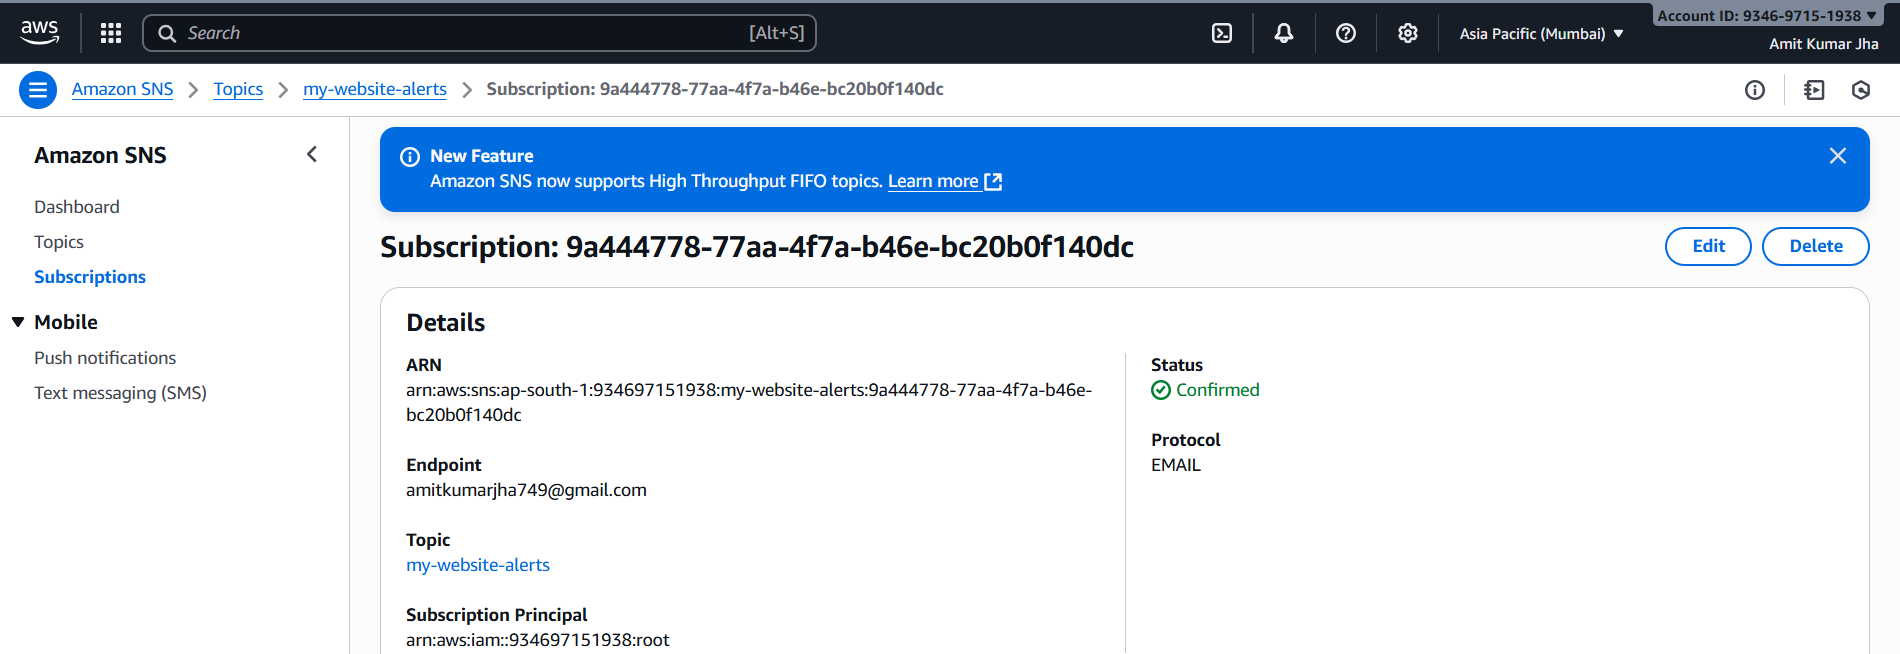 aws
Search
[Alt+S]
Asia Pacific (Mumbai)
Account ID: 9346-9715-1938
Amit Kumar Jha
Amazon SNS
Topics
my-website-alerts
Subscription: 9a444778-77aa-4f7a-b46e-bc20b0f140dc
Amazon SNS
Dashboard
Topics
Subscriptions
Mobile
Push notifications
Text messaging (SMS)
New Feature
Amazon SNS now supports High Throughput FIFO topics. Learn more
Subscription: 9a444778-77aa-4f7a-b46e-bc20b0f140dc
Edit
Delete
Details
ARN
arn:aws:sns:ap-south-1:934697151938:my-website-alerts:9a444778-77aa-4f7a-b46e-
bc20b0f140dc
Endpoint
amitkumarjha749@gmail.com
Topic
my-website-alerts
Subscription Principal
arn:aws:iam::934697151938:root
Status
Confirmed
Protocol
EMAIL